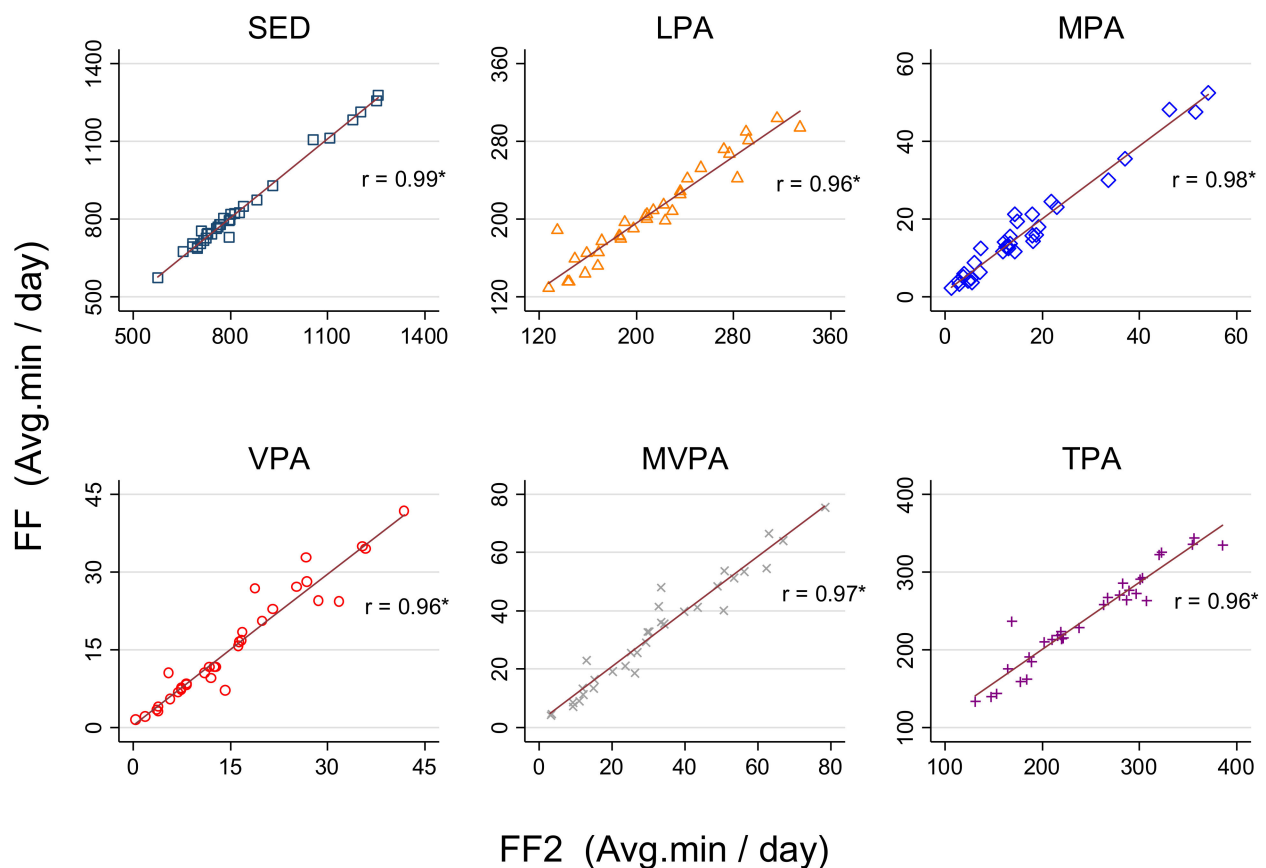 SED
1400
1100
800
500
r = 0.99*
500 800 1100 1400
LPA
360
280
200
120
r = 0.96*
120 200 280 360
MPA
60
40
20
0
r = 0.98*
0 20 40 60
FF (Avg.min / day)
VPA
45
30
15
0
r = 0.96*
0 15 30 45
MVPA
80
60
40
20
0
r = 0.97*
0 20 40 60 80
TPA
400
300
200
100
r = 0.96*
100 200 300 400
FF2 (Avg.min / day)